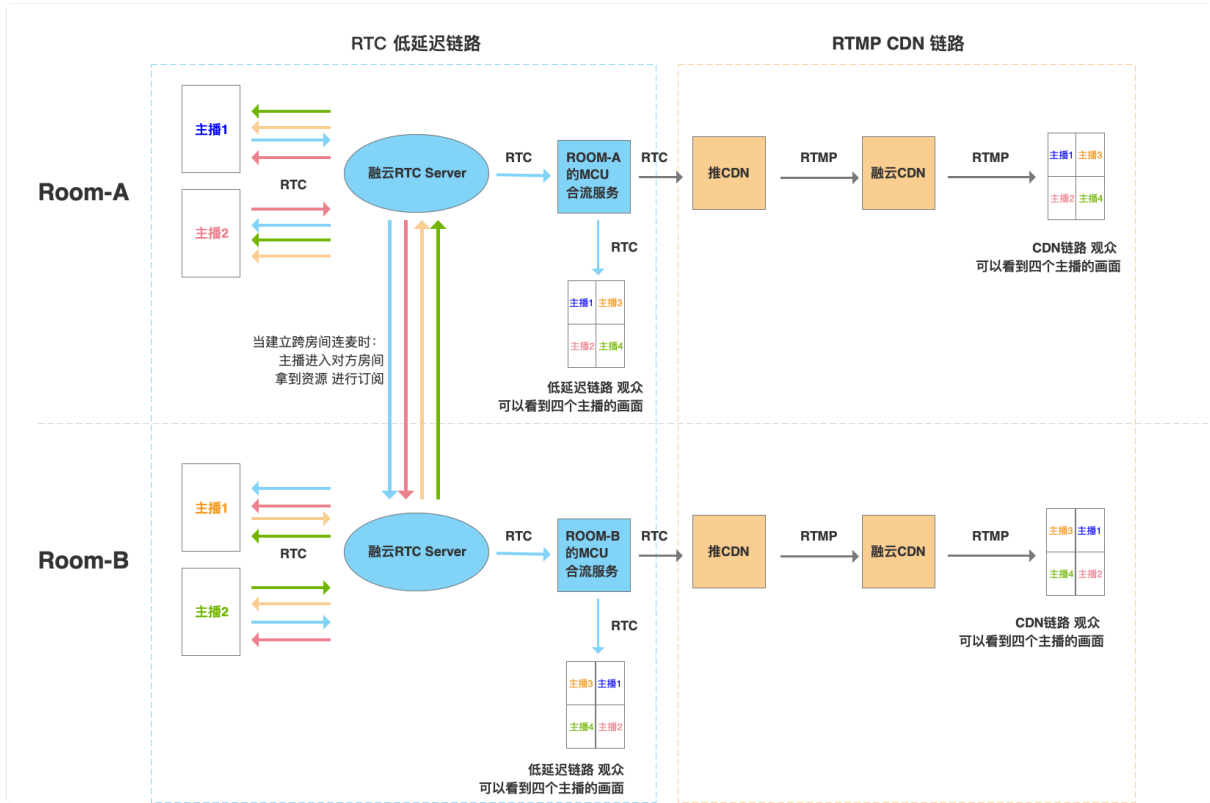 RTC 低延迟链路
RTMP CDN 链路
Room-A
主播1
RTC
主播2
融云RTC Server
RTC
ROOM-A
的MCU
合流服务
RTC
推CDN
RTMP
融云CDN
RTMP
主播1
主播3
主播2
主播4
CDN链路 观众
可以看到四个主播的画面
RTC
主播1
主播3
主播2
主播4
低延迟链路 观众
可以看到四个主播的画面
当建立跨房间连麦时：
主播进入对方房间
拿到资源 进行订阅
Room-B
主播1
RTC
主播2
融云RTC Server
RTC
ROOM-B
的MCU
合流服务
RTC
推CDN
RTMP
融云CDN
RTMP
主播3
主播1
主播4
主播2
CDN链路 观众
可以看到四个主播的画面
RTC
主播3
主播1
主播4
主播2
低延迟链路 观众
可以看到四个主播的画面